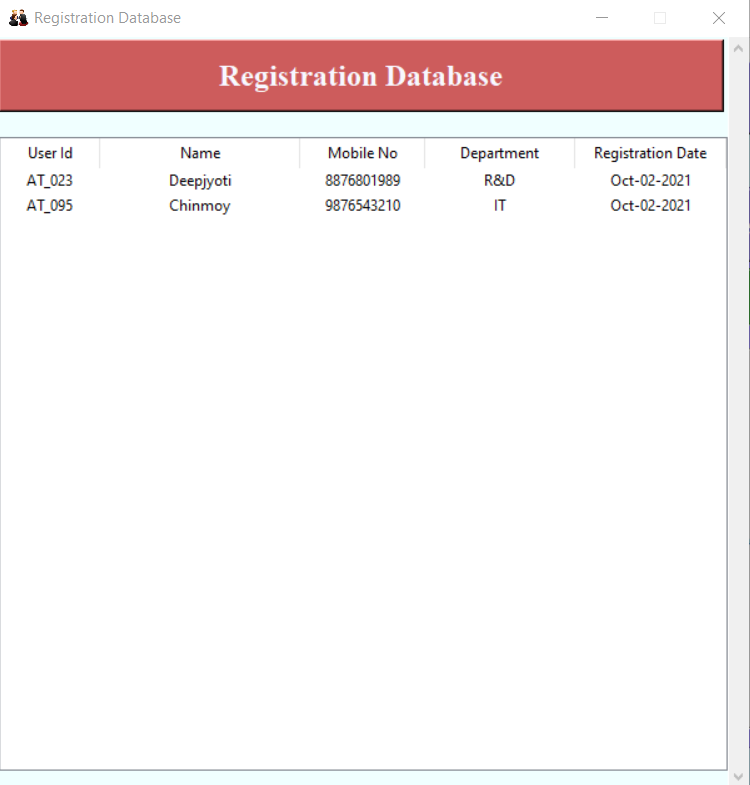 Registration Database
Registration Database
User Id Name Mobile No Department Registration Date
AT_023 Deepjyoti 8876801989 R&D Oct-02-2021
AT_095 Chinmoy 9876543210 IT Oct-02-2021